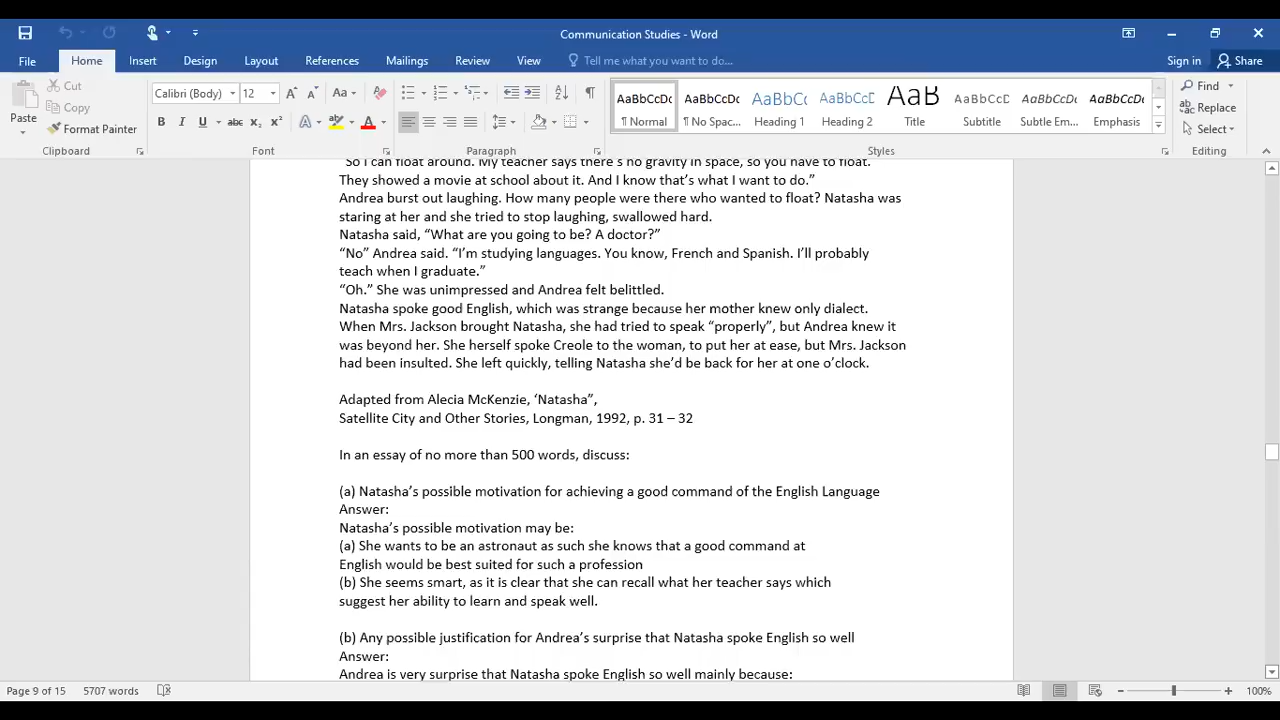 Communication Studies - Word
File Home Insert Design Layout References Mailings Review View Tell me what you want to do... Sign in Share
Paste Cut Copy Format Painter
Calibri (Body) 12
AaBbCcDc AaBbCcDc AaBbCc AaBbCcC AaB AaBbCcD AaBbCcDc AaBbCcDc
¶ Normal ¶ No Spac... Heading 1 Heading 2 Title Subtitle Subtle Em... Emphasis
Find Replace Select
Clipboard Font Paragraph Styles Editing
“So I can float around. My teacher says there’s no gravity in space, so you have to float.
They showed a movie at school about it. And I know that’s what I want to do.”
Andrea burst out laughing. How many people were there who wanted to float? Natasha was
staring at her and she tried to stop laughing, swallowed hard.
Natasha said, “What are you going to be? A doctor?”
“No” Andrea said. “I’m studying languages. You know, French and Spanish. I’ll probably
teach when I graduate.”
“Oh.” She was unimpressed and Andrea felt belittled.
Natasha spoke good English, which was strange because her mother knew only dialect.
When Mrs. Jackson brought Natasha, she had tried to speak “properly”, but Andrea knew it
was beyond her. She herself spoke Creole to the woman, to put her at ease, but Mrs. Jackson
had been insulted. She left quickly, telling Natasha she’d be back for her at one o’clock.
Adapted from Alecia McKenzie, ‘Natasha”,
Satellite City and Other Stories, Longman, 1992, p. 31 – 32
In an essay of no more than 500 words, discuss:
(a) Natasha’s possible motivation for achieving a good command of the English Language
Answer:
Natasha’s possible motivation may be:
(a) She wants to be an astronaut as such she knows that a good command at
English would be best suited for such a profession
(b) She seems smart, as it is clear that she can recall what her teacher says which
suggest her ability to learn and speak well.
(b) Any possible justification for Andrea’s surprise that Natasha spoke English so well
Answer:
Andrea is very surprise that Natasha spoke English so well mainly because:
Page 9 of 15 5707 words 100%